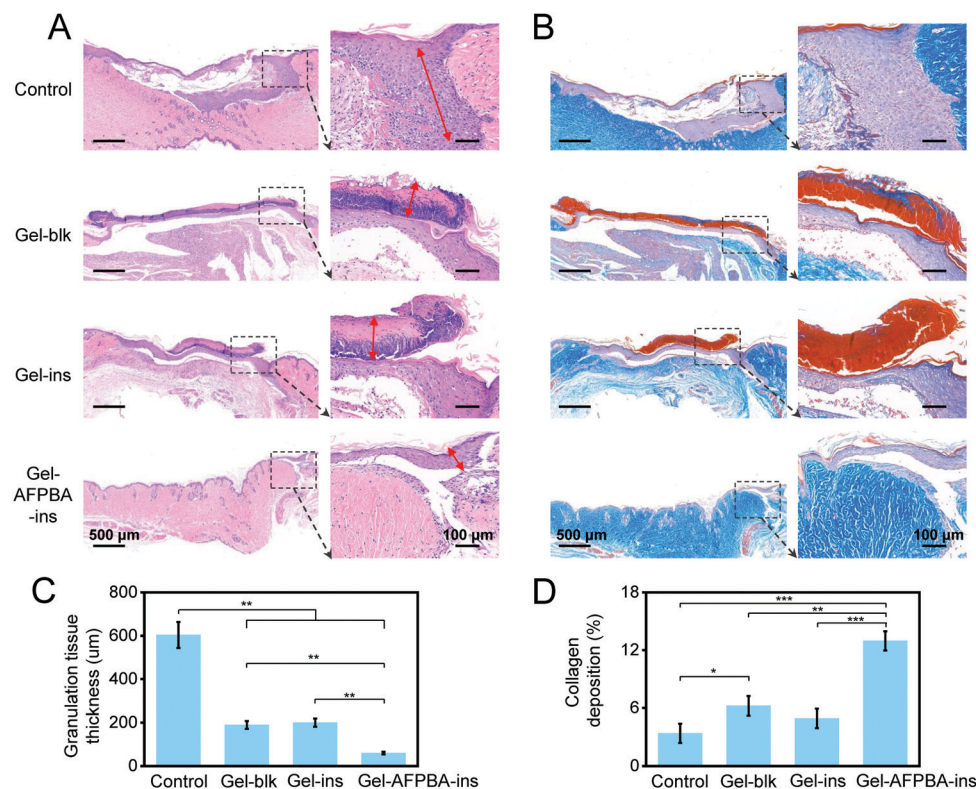 A
B
Control
Gel-blk
Gel-ins
Gel-
AFPBA
-ins
500 µm
100 µm
500 µm
100 µm
C
Granulation tissue
thickness (um)
800
600
400
200
0
**
**
**
Control
Gel-blk
Gel-ins
Gel-AFPBA-ins
D
Collagen
deposition (%)
18
12
6
0
***
**
***
*
Control
Gel-blk
Gel-ins
Gel-AFPBA-ins